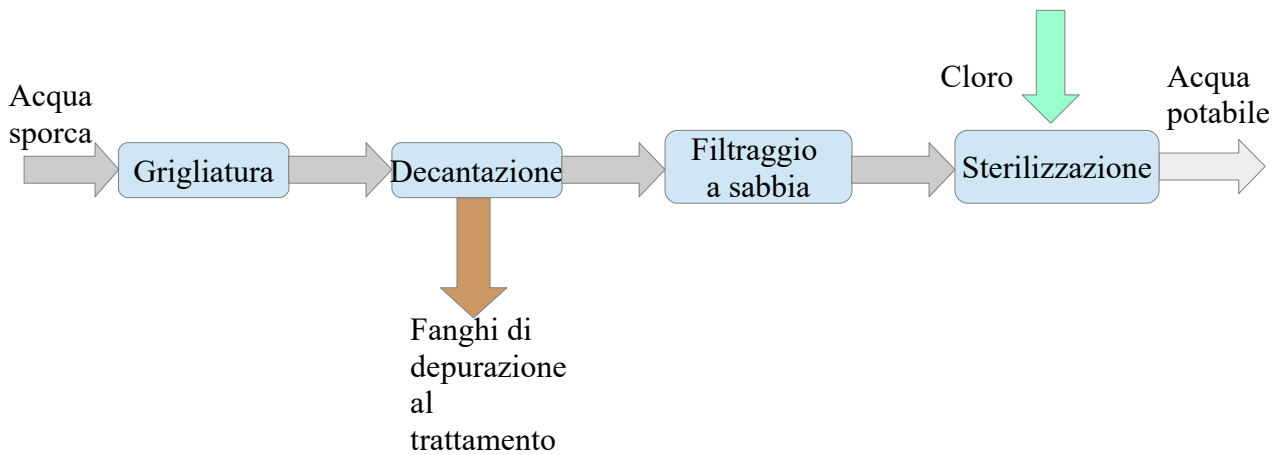 Acqua
sporca
Grigliatura
Decantazione
Fanghi di
depurazione
al
trattamento
Filtraggio
a sabbia
Cloro
Sterilizzazione
Acqua
potabile